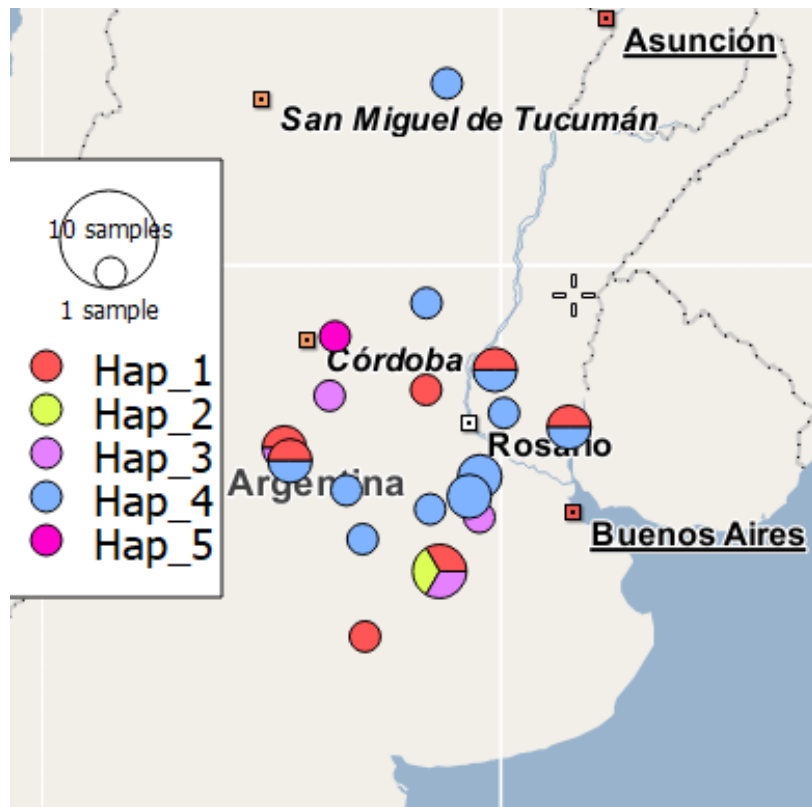 Asunción
San Miguel de Tucumán
10 samples
1 sample
Córdoba
Hap_1
Hap_2
Hap_3
Hap_4
Hap_5
Rosario
Argentina
Buenos Aires